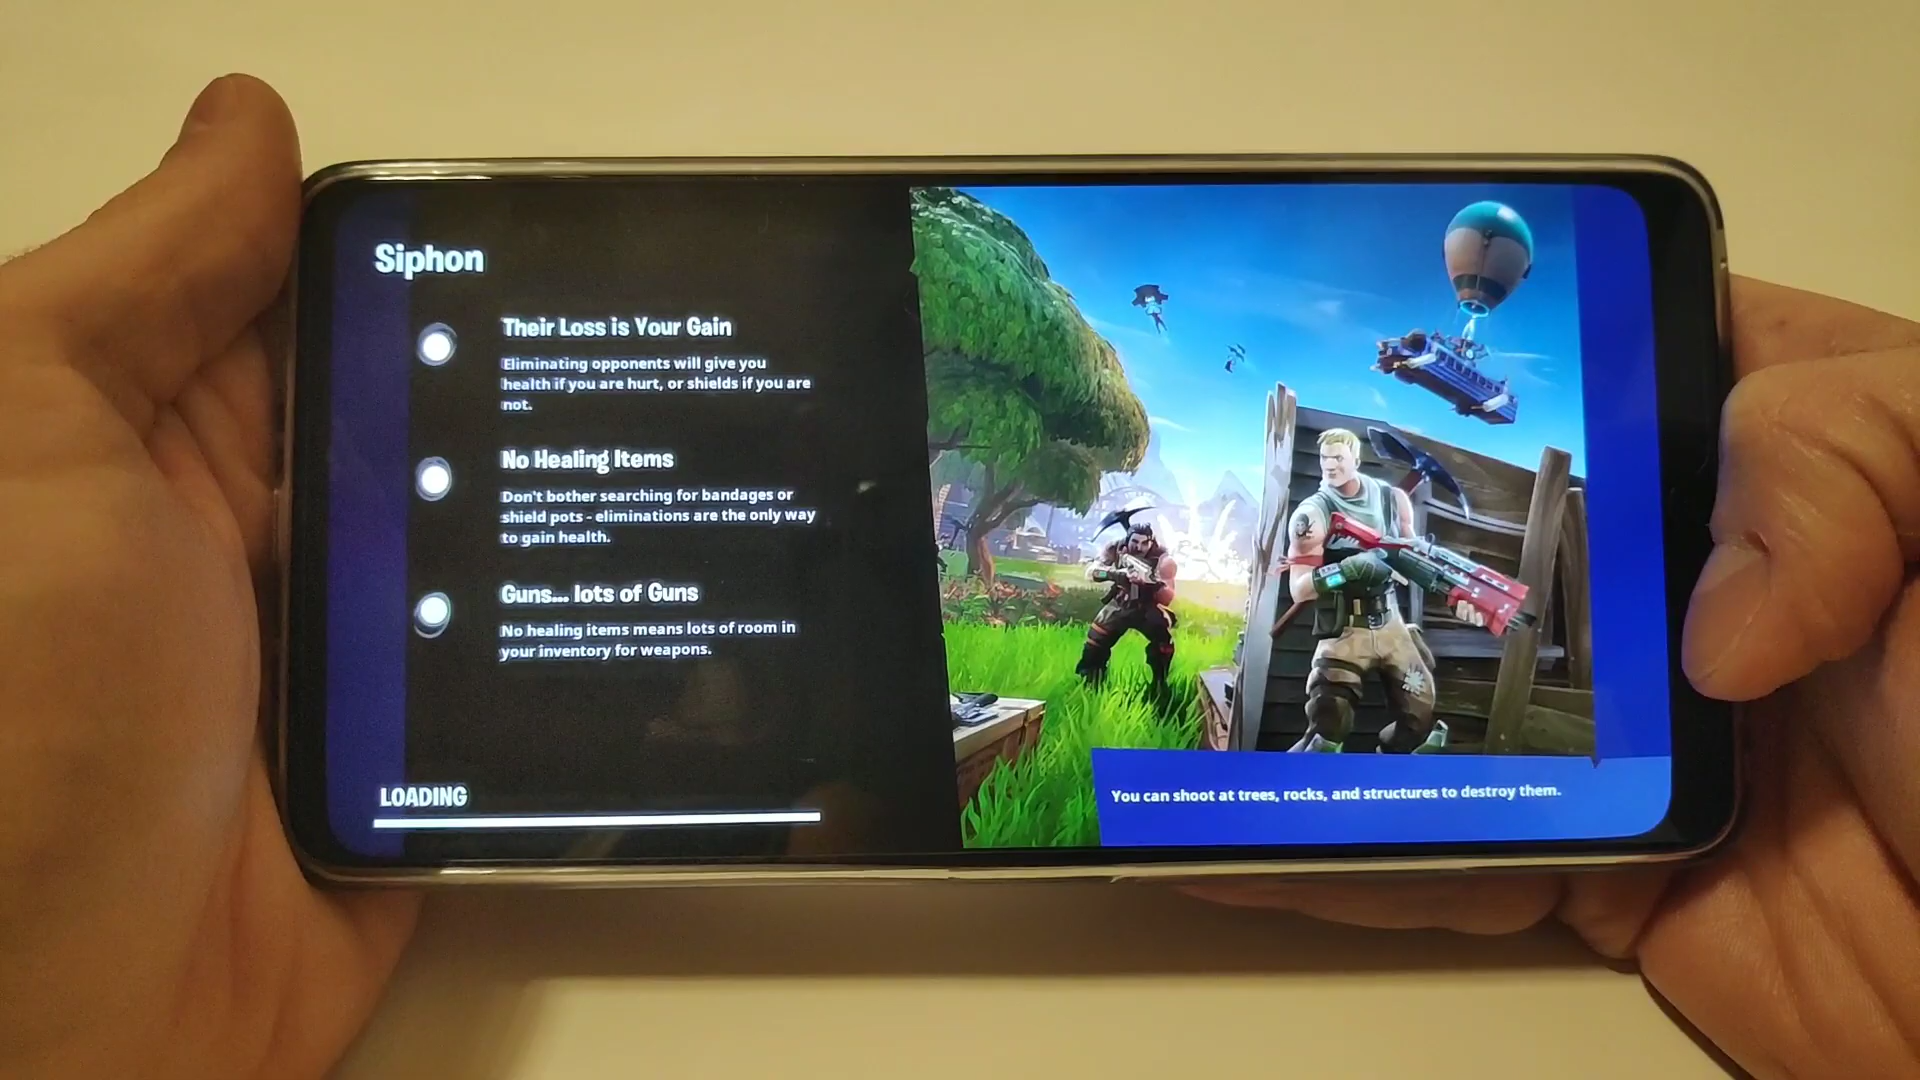 Siphon
Their Loss is Your Gain
Eliminating opponents will give you
health if you are hurt, or shields if you are
not.
No Healing Items
Don't bother searching for bandages or
shield pots - eliminations are the only way
to gain health.
Guns... lots of Guns
No healing items means lots of room in
your inventory for weapons.
LOADING
You can shoot at trees, rocks, and structures to destroy them.